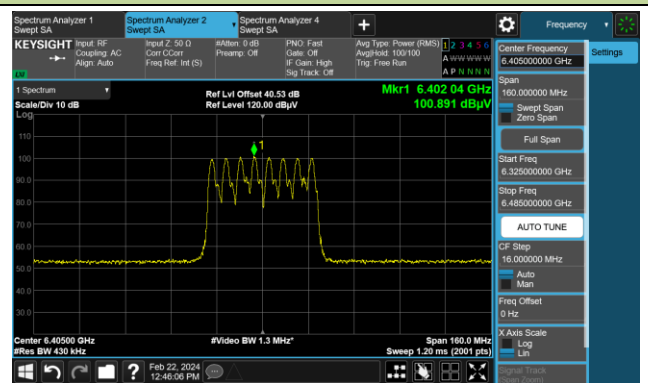 Spectrum Analyzer 1
Swept SA
Spectrum Analyzer 2
Swept SA
Spectrum Analyzer 4
Swept SA
Frequency
KEYSIGHT
Input: RF
Coupling: AC
Align: Auto
Input Z: 50 Ω
Corr CCorr
Freq Ref: Int (S)
#Atten: 0 dB
Preamp: Off
PNO: Fast
Gate: Off
IF Gain: High
Sig Track: Off
Avg Type: Power (RMS)
Avg|Hold: 100/100
Trig: Free Run
1 2 3 4 5 6
A W W W W W
A P N N N N
LXI
1 Spectrum
Scale/Div 10 dB
Log
Ref Lvl Offset 40.53 dB
Ref Level 120.00 dBµV
Mkr1 6.402 04 GHz
100.891 dBµV
1
110
100
90.0
80.0
70.0
60.0
50.0
40.0
30.0
Center 6.40500 GHz
#Res BW 430 kHz
#Video BW 1.3 MHz*
Span 160.0 MHz
Sweep 1.20 ms (2001 pts)
Feb 22, 2024
12:46:06 PM
Center Frequency
6.405000000 GHz
Settings
Span
160.000000 MHz
Swept Span
Zero Span
Full Span
Start Freq
6.325000000 GHz
Stop Freq
6.485000000 GHz
AUTO TUNE
CF Step
16.000000 MHz
Auto
Man
Freq Offset
0 Hz
X Axis Scale
Log
Lin
Signal Track
(Span Zoom)